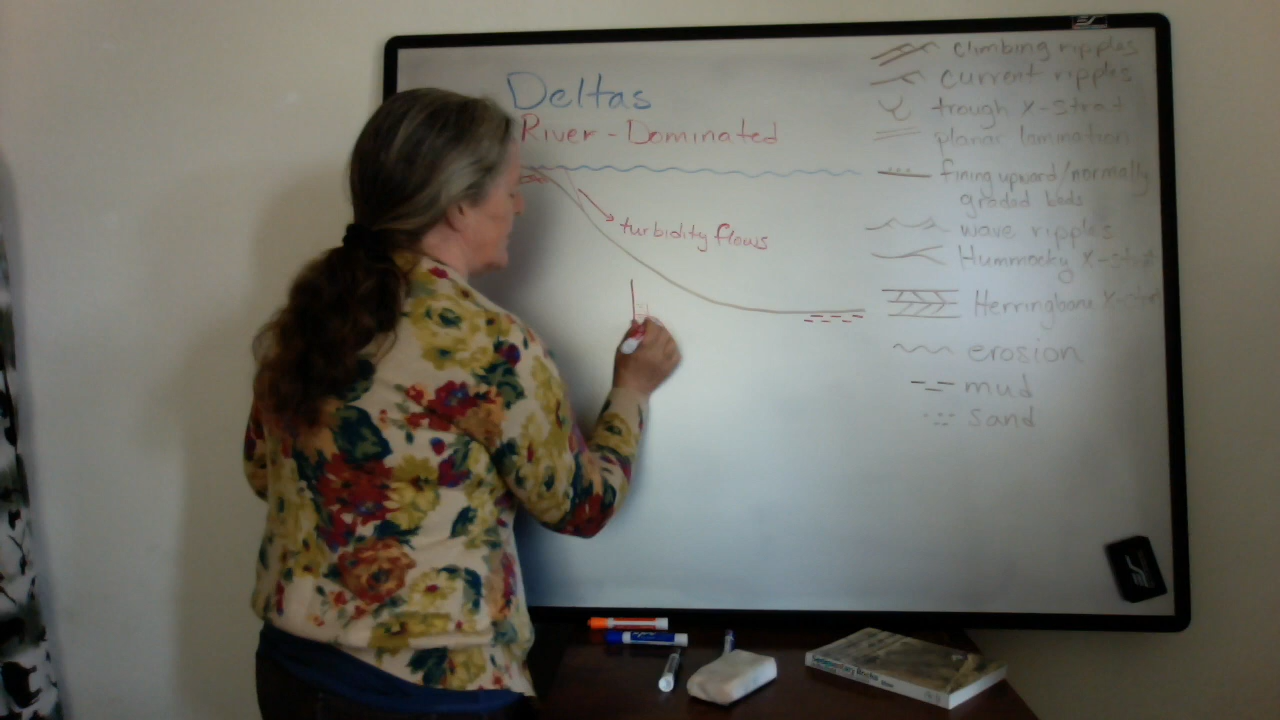 Deltas
River-Dominated
turbidity flows
climbing ripples
current ripples
trough x-strat
planar lamination
fining upward/normally
graded beds
wave ripples
Hummocky x-strat
Herringbone x-strat
erosion
mud
sand